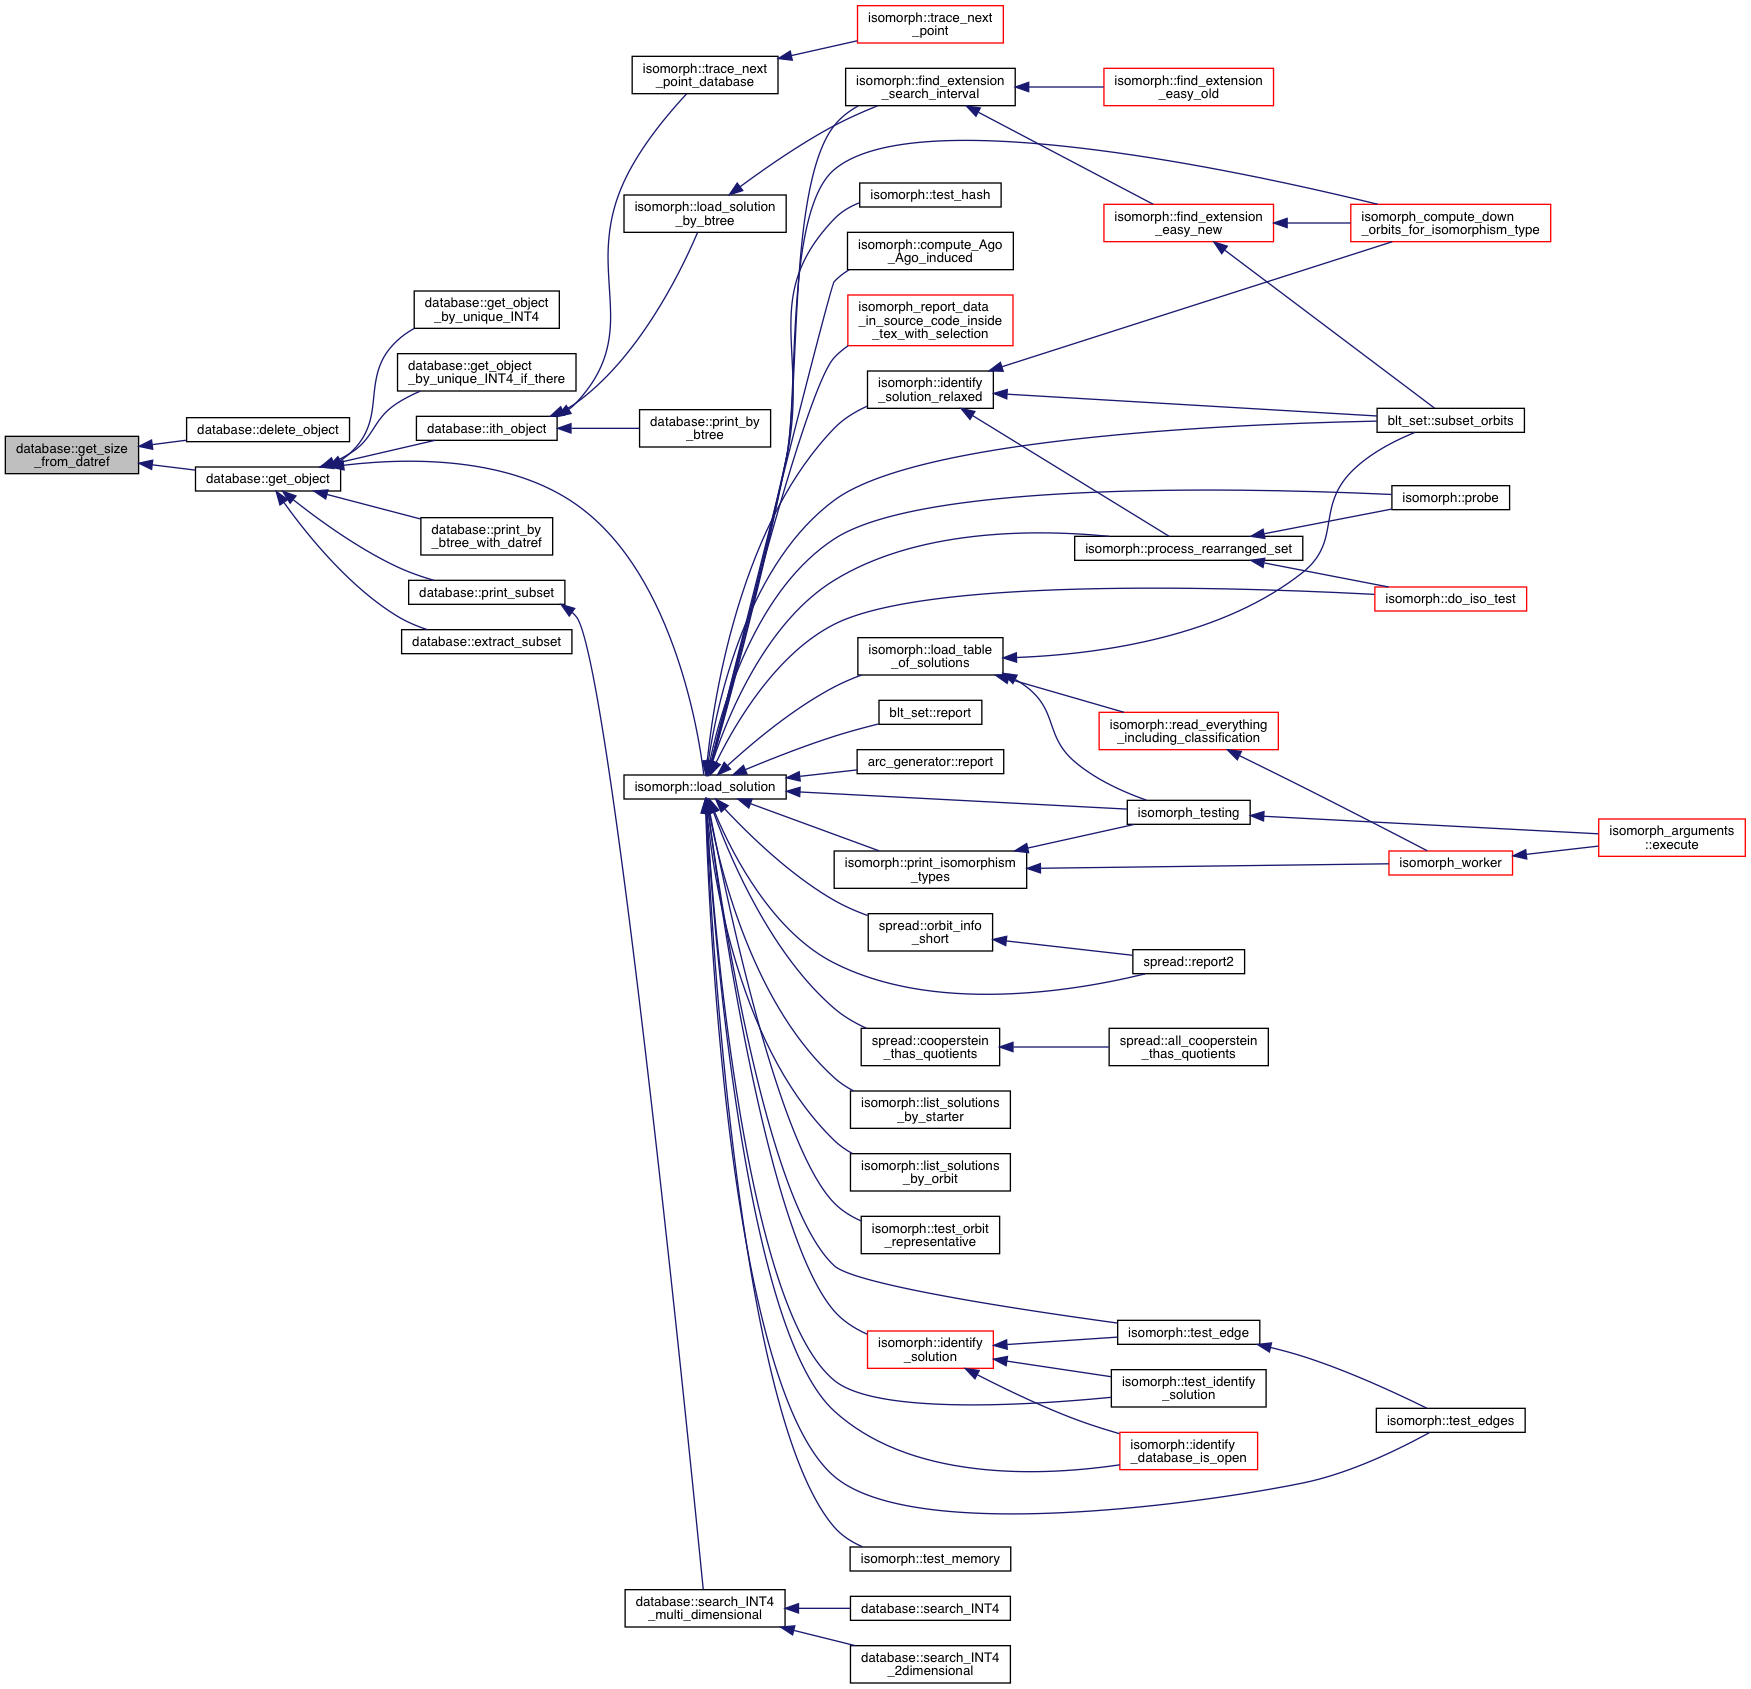 database::get_size
_from_datref
database::delete_object
database::get_object
database::get_object
_by_unique_INT4
database::get_object
_by_unique_INT4_if_there
database::ith_object
database::print_by
_btree_with_datref
database::print_subset
database::extract_subset
isomorph::trace_next
_point_database
isomorph::load_solution
_by_btree
database::print_by
_btree
isomorph::load_solution
database::search_INT4
_multi_dimensional
isomorph::trace_next
_point
isomorph::find_extension
_search_interval
isomorph::test_hash
isomorph::compute_Ago
_Ago_induced
isomorph_report_data
_in_source_code_inside
_tex_with_selection
isomorph::identify
_solution_relaxed
isomorph::load_table
_of_solutions
blt_set::report
arc_generator::report
isomorph::print_isomorphism
_types
spread::orbit_info
_short
spread::cooperstein
_thas_quotients
isomorph::list_solutions
_by_starter
isomorph::list_solutions
_by_orbit
isomorph::test_orbit
_representative
isomorph::identify
_solution
isomorph::test_memory
database::search_INT4
database::search_INT4
_2dimensional
isomorph::find_extension
_easy_old
isomorph::find_extension
_easy_new
isomorph::process_rearranged_set
isomorph::read_everything
_including_classification
isomorph_testing
spread::report2
spread::all_cooperstein
_thas_quotients
isomorph::test_edge
isomorph::test_identify
_solution
isomorph::identify
_database_is_open
isomorph_compute_down
_orbits_for_isomorphism_type
blt_set::subset_orbits
isomorph::probe
isomorph::do_iso_test
isomorph_worker
isomorph::test_edges
isomorph_arguments
::execute